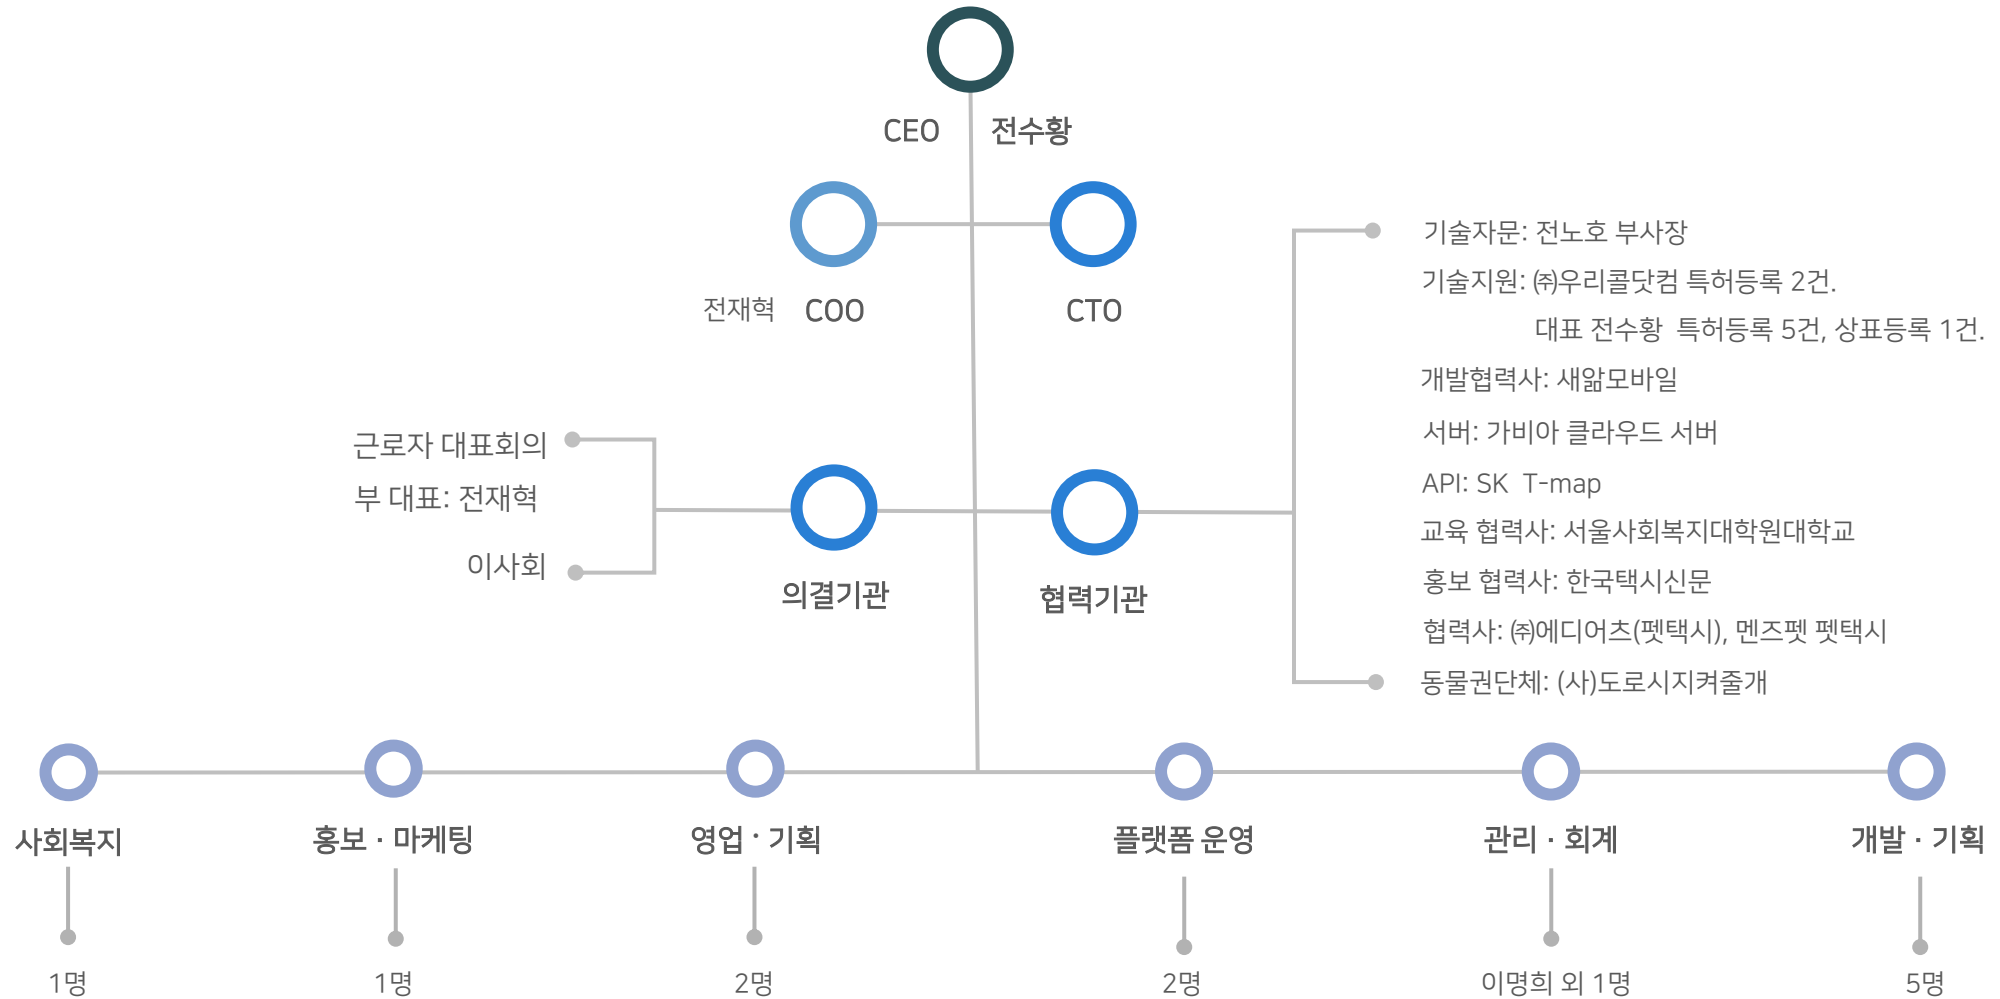 CEO 전수황
전재혁 COO
CTO
기술자문: 전노호 부사장
기술지원: ㈜우리콜닷컴 특허등록 2건.
대표 전수황 특허등록 5건, 상표등록 1건.
개발협력사: 새앎모바일
서버: 가비아 클라우드 서버
API: SK T-map
교육 협력사: 서울사회복지대학원대학교
홍보 협력사: 한국택시신문
협력사: ㈜에디어츠(펫택시), 멘즈펫 펫택시
동물권단체: (사)도로시지켜줄개
근로자 대표회의
부 대표: 전재혁
이사회
의결기관
협력기관
사회복지
홍보 · 마케팅
영업 · 기획
플랫폼 운영
관리 · 회계
개발 · 기획
1명
1명
2명
2명
이명희 외 1명
5명